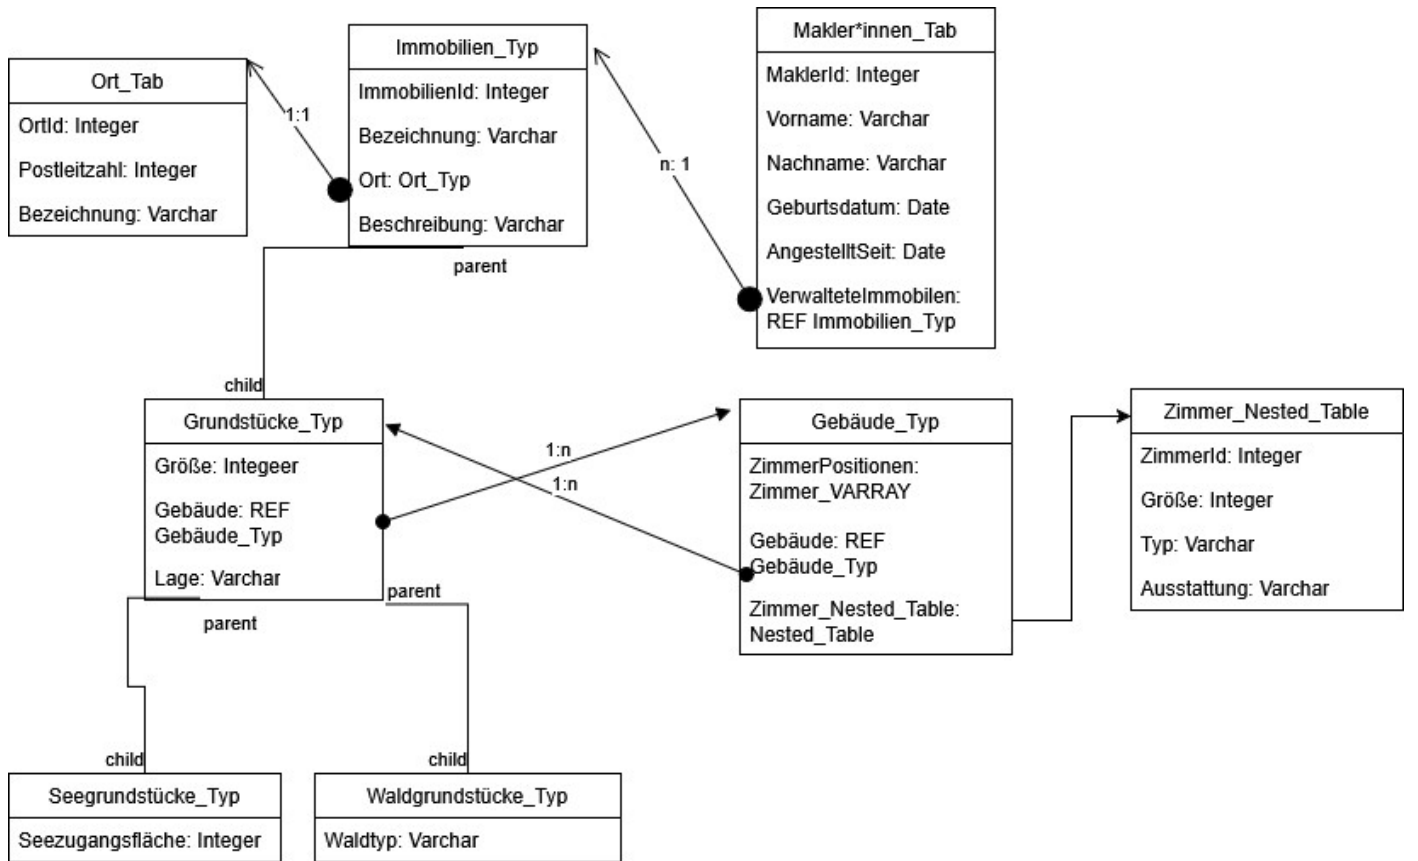 Ort_Tab
OrtId: Integer
Postleitzahl: Integer
Bezeichnung: Varchar
1:1
Immobilien_Typ
ImmobilienId: Integer
Bezeichnung: Varchar
Ort: Ort_Typ
Beschreibung: Varchar
parent
n: 1
Makler*innen_Tab
MaklerId: Integer
Vorname: Varchar
Nachname: Varchar
Geburtsdatum: Date
AngestelltSeit: Date
VerwalteteImmobilen:
REF Immobilien_Typ
child
Grundstücke_Typ
Größe: Integeer
Gebäude: REF
Gebäude_Typ
Lage: Varchar
parent
parent
1:n
1:n
Gebäude_Typ
ZimmerPositionen:
Zimmer_VARRAY
Gebäude: REF
Gebäude_Typ
Zimmer_Nested_Table:
Nested_Table
Zimmer_Nested_Table
ZimmerId: Integer
Größe: Integer
Typ: Varchar
Ausstattung: Varchar
child
Seegrundstücke_Typ
Seezugangsfläche: Integer
child
Waldgrundstücke_Typ
Waldtyp: Varchar